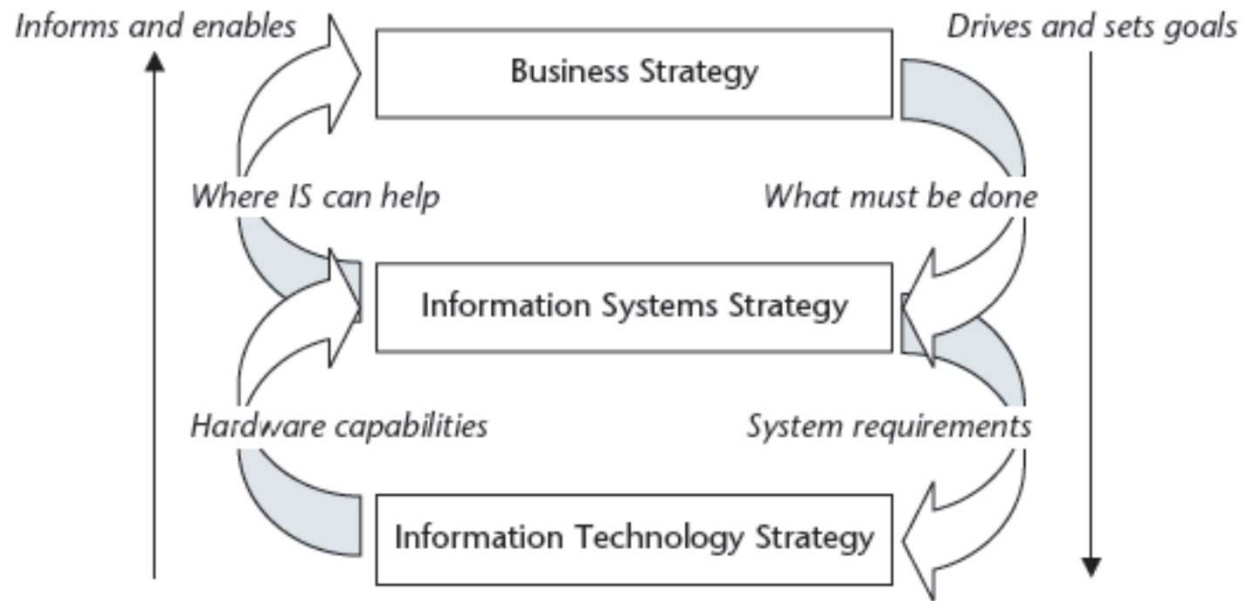 Informs and enables
Drives and sets goals
Business Strategy
Where IS can help
What must be done
Information Systems Strategy
Hardware capabilities
System requirements
Information Technology Strategy